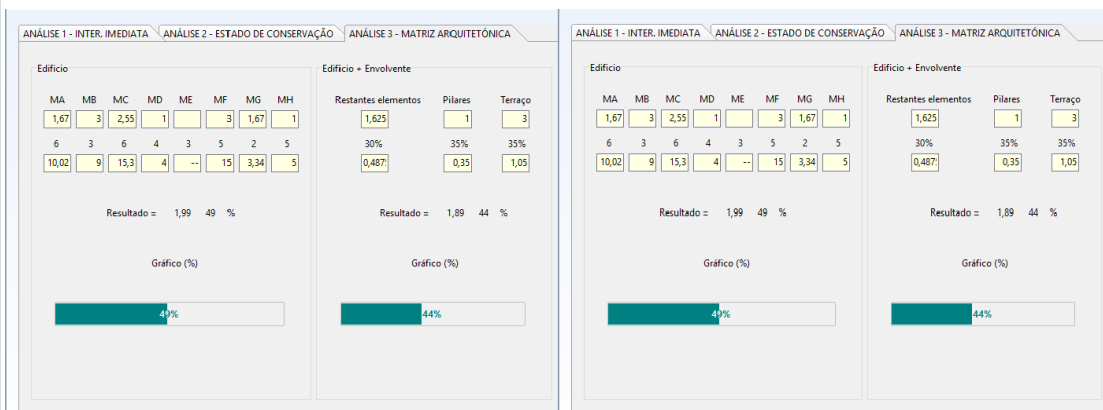 ANÁLISE 1 - INTER. IMEDIATA ANÁLISE 2 - ESTADO DE CONSERVAÇÃO ANÁLISE 3 - MATRIZ ARQUITETÓNICA
Edifício Edifício + Envolvente
MA MB MC MD ME MF MG MH Restantes elementos Pilares Terraço
1,67 3 2,55 1 3 1,67 1 1,625 1 3
6 3 6 4 3 5 2 5 30% 35% 35%
10,02 9 15,3 4 -- 15 3,34 5 0,487 0,35 1,05
Resultado = 1,99 49 % Resultado = 1,89 44 %
Gráfico (%) Gráfico (%)
49% 44%
ANÁLISE 1 - INTER. IMEDIATA ANÁLISE 2 - ESTADO DE CONSERVAÇÃO ANÁLISE 3 - MATRIZ ARQUITETÓNICA
Edifício Edifício + Envolvente
MA MB MC MD ME MF MG MH Restantes elementos Pilares Terraço
1,67 3 2,55 1 3 1,67 1 1,625 1 3
6 3 6 4 3 5 2 5 30% 35% 35%
10,02 9 15,3 4 -- 15 3,34 5 0,487 0,35 1,05
Resultado = 1,99 49 % Resultado = 1,89 44 %
Gráfico (%) Gráfico (%)
49% 44%